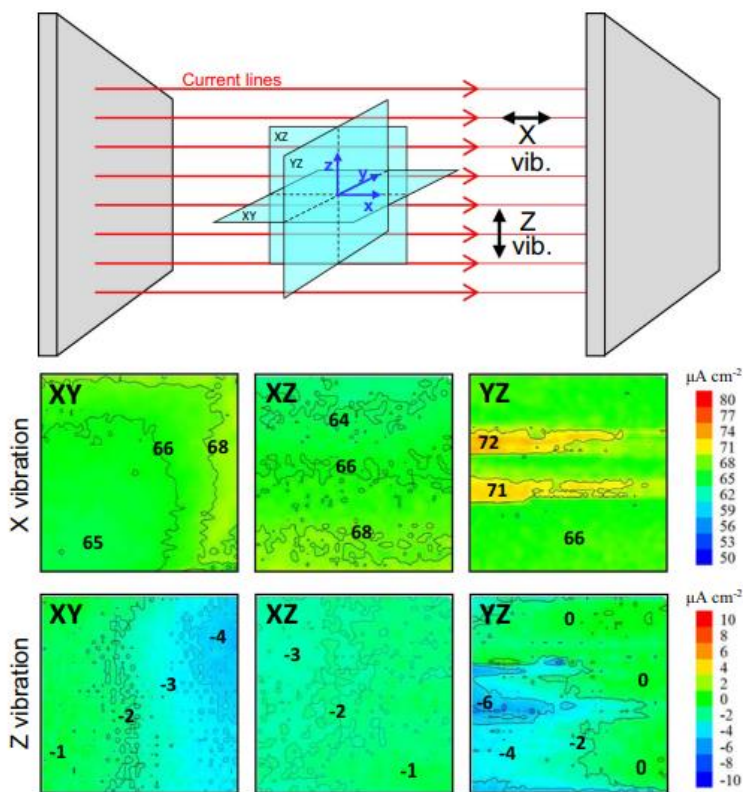 Current lines
XZ
YZ
z
y
x
XY
X
vib.
Z
vib.
X vibration
XY
66
68
65
XZ
64
66
68
YZ
72
71
66
μA cm-2
80
77
74
71
68
65
62
59
56
53
50
Z vibration
XY
-4
-3
-2
-1
XZ
-3
-2
-1
YZ
0
0
-6
-4
-2
0
μA cm-2
10
8
6
4
2
0
-2
-4
-6
-8
-10